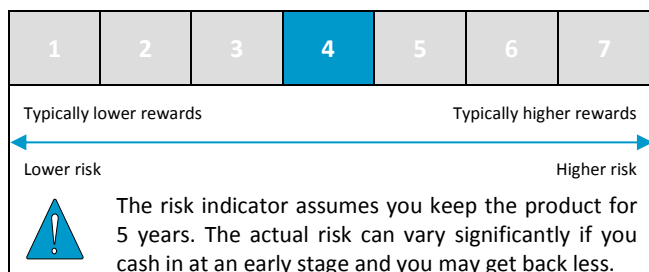 1 2 3 4 5 6 7
Typically lower rewards Typically higher rewards
Lower risk Higher risk
The risk indicator assumes you keep the product for
5 years. The actual risk can vary significantly if you
cash in at an early stage and you may get back less.